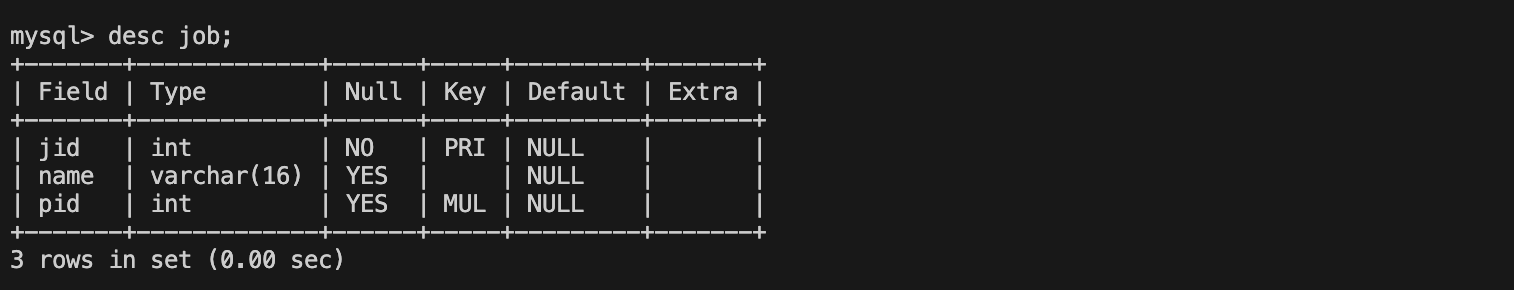 mysql> desc job;
+-------+-------------+------+-----+---------+-------+
| Field | Type        | Null | Key | Default | Extra |
+-------+-------------+------+-----+---------+-------+
| jid   | int         | NO   | PRI | NULL    |       |
| name  | varchar(16) | YES  |     | NULL    |       |
| pid   | int         | YES  | MUL | NULL    |       |
+-------+-------------+------+-----+---------+-------+
3 rows in set (0.00 sec)